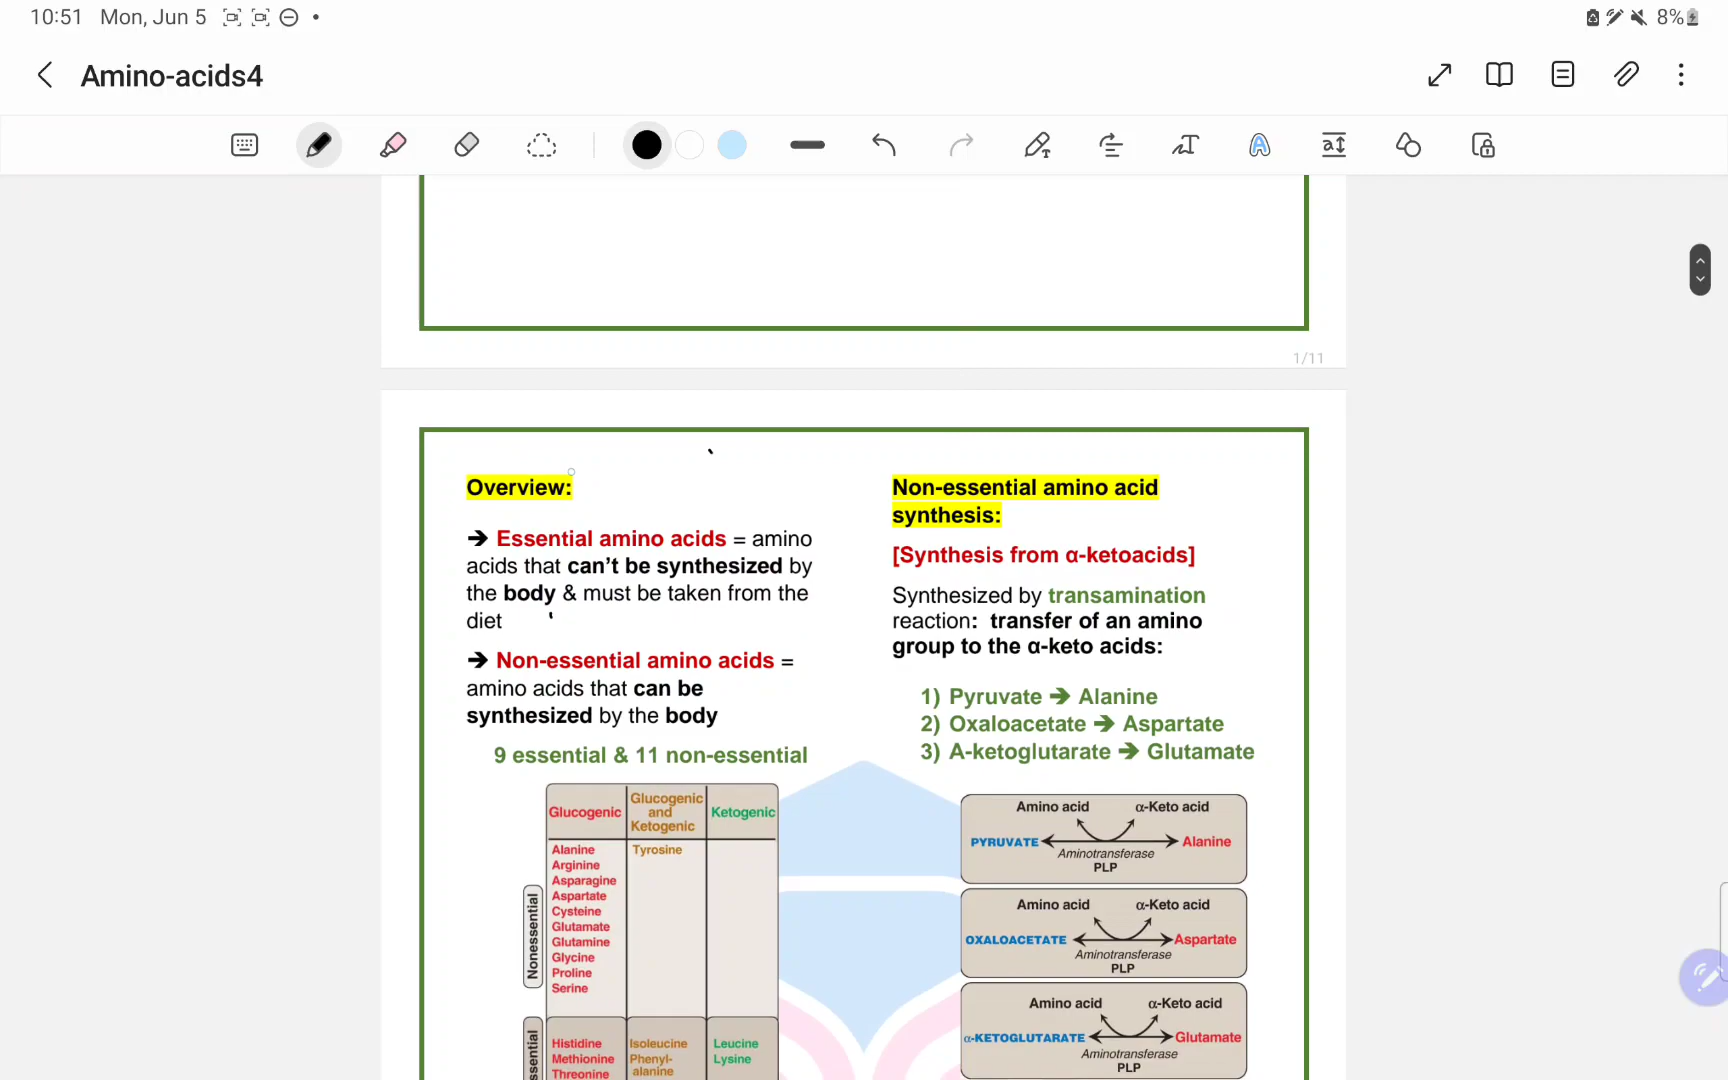 10:51 Mon, Jun 5
8%
Amino-acids4
1/11
Overview:
➔ Essential amino acids = amino
acids that can’t be synthesized by
the body & must be taken from the
diet
➔ Non-essential amino acids =
amino acids that can be
synthesized by the body
9 essential & 11 non-essential
Glucogenic
Glucogenic
and
Ketogenic
Ketogenic
Nonessential
Alanine
Arginine
Asparagine
Aspartate
Cysteine
Glutamate
Glutamine
Glycine
Proline
Serine
Tyrosine
Histidine
Methionine
Threonine
Isoleucine
Phenyl-
alanine
Leucine
Lysine
Non-essential amino acid
synthesis:
[Synthesis from α-ketoacids]
Synthesized by transamination
reaction: transfer of an amino
group to the α-keto acids:
1) Pyruvate ➔ Alanine
2) Oxaloacetate ➔ Aspartate
3) A-ketoglutarate ➔ Glutamate
Amino acid α-Keto acid
PYRUVATE Alanine
Aminotransferase
PLP
Amino acid α-Keto acid
OXALOACETATE Aspartate
Aminotransferase
PLP
Amino acid α-Keto acid
α-KETOGLUTARATE Glutamate
Aminotransferase
PLP